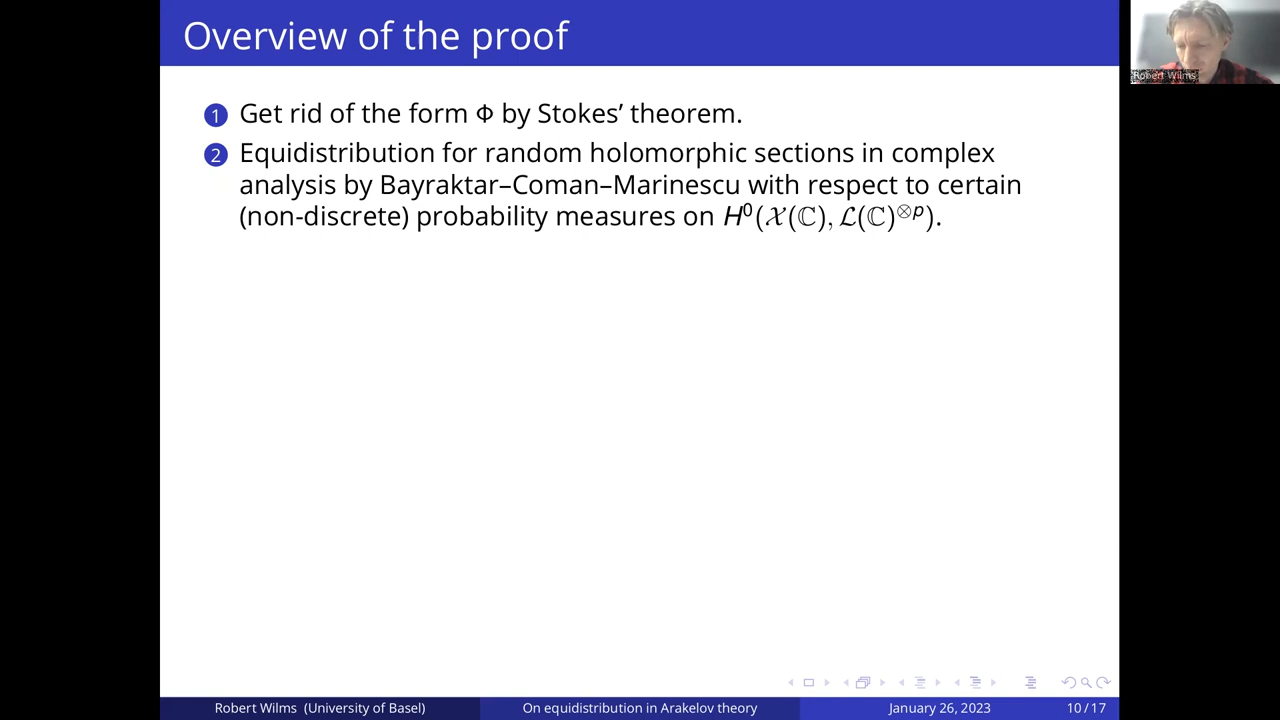 Overview of the proof
1 Get rid of the form Φ by Stokes’ theorem.
2 Equidistribution for random holomorphic sections in complex
analysis by Bayraktar–Coman–Marinescu with respect to certain
(non-discrete) probability measures on H⁰(𝒳(ℂ), ℒ(ℂ)^{⊗p}).
Robert Wilms
Robert Wilms (University of Basel)
On equidistribution in Arakelov theory
January 26, 2023
10 / 17